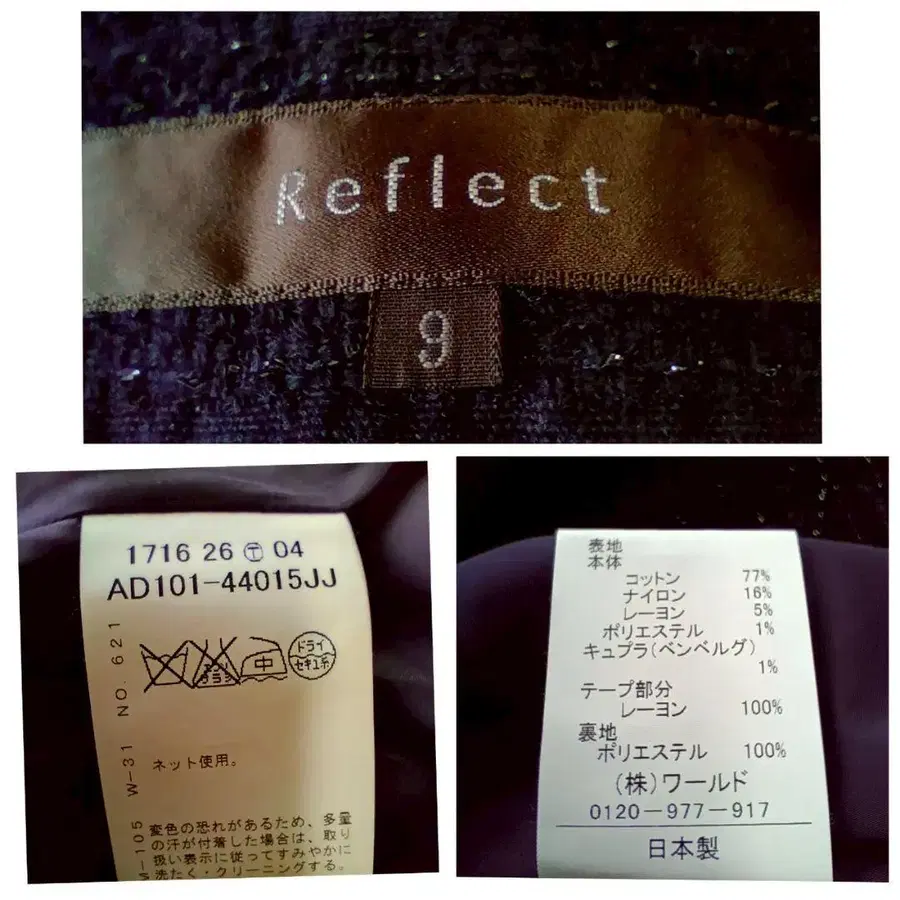 Reflect
9
1716 26 Ⓣ 04
AD101-44015JJ
エンソ
サラシ
中
ドライ
セキユ系
W-31 NO. 621
ネット使用。
変色の恐れがあるため、多量
の汗が付着した場合は、取り
扱い表示に従ってすみやかに
洗たく・クリーニングする。
表地
本体
コットン 77%
ナイロン 16%
レーヨン 5%
ポリエステル 1%
キュプラ(ベンベルグ)
1%
テープ部分
レーヨン 100%
裏地
ポリエステル 100%
(株)ワールド
0120-977-917
日本製